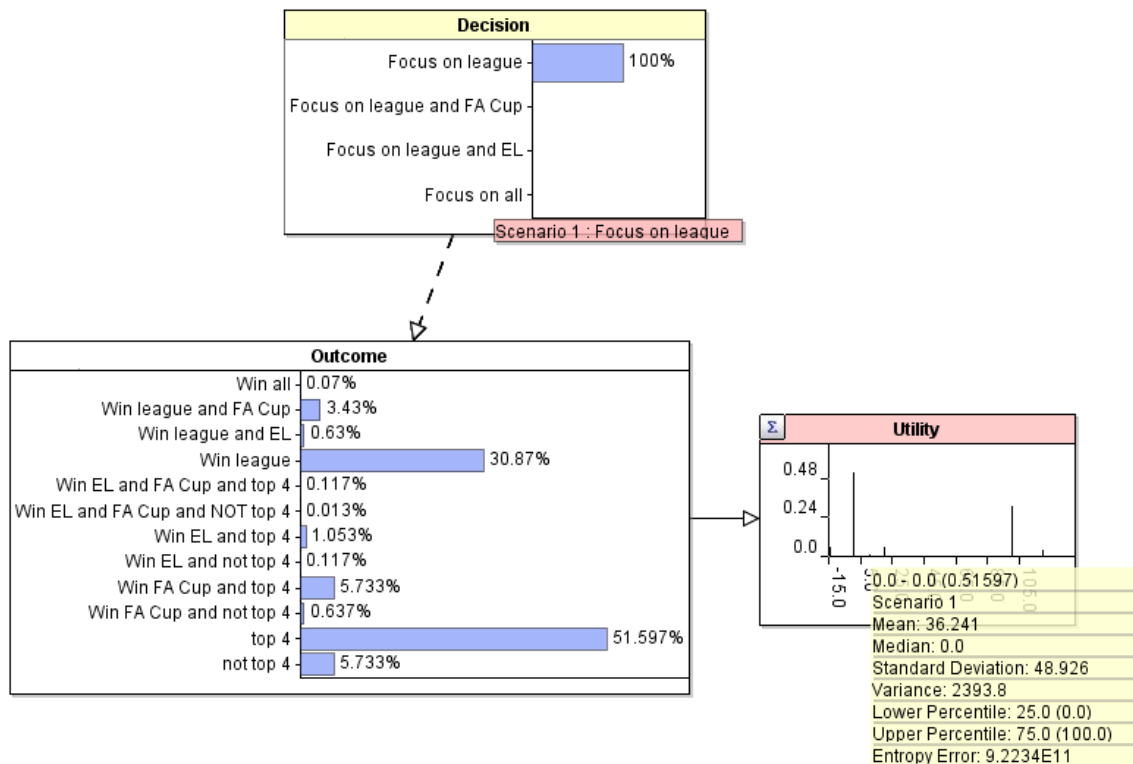 Decision
Focus on league 100%
Focus on league and FA Cup
Focus on league and EL
Focus on all
Scenario 1 : Focus on league
Outcome
Win all 0.07%
Win league and FA Cup 3.43%
Win league and EL 0.63%
Win league 30.87%
Win EL and FA Cup and top 4 0.117%
Win EL and FA Cup and NOT top 4 0.013%
Win EL and top 4 1.053%
Win EL and not top 4 0.117%
Win FA Cup and top 4 5.733%
Win FA Cup and not top 4 0.637%
top 4 51.597%
not top 4 5.733%
Σ Utility
0.48
0.24
0.0
-15.0
105.0
0.0 - 0.0 (0.51597)
Scenario 1
Mean: 36.241
Median: 0.0
Standard Deviation: 48.926
Variance: 2393.8
Lower Percentile: 25.0 (0.0)
Upper Percentile: 75.0 (100.0)
Entropy Error: 9.2234E11